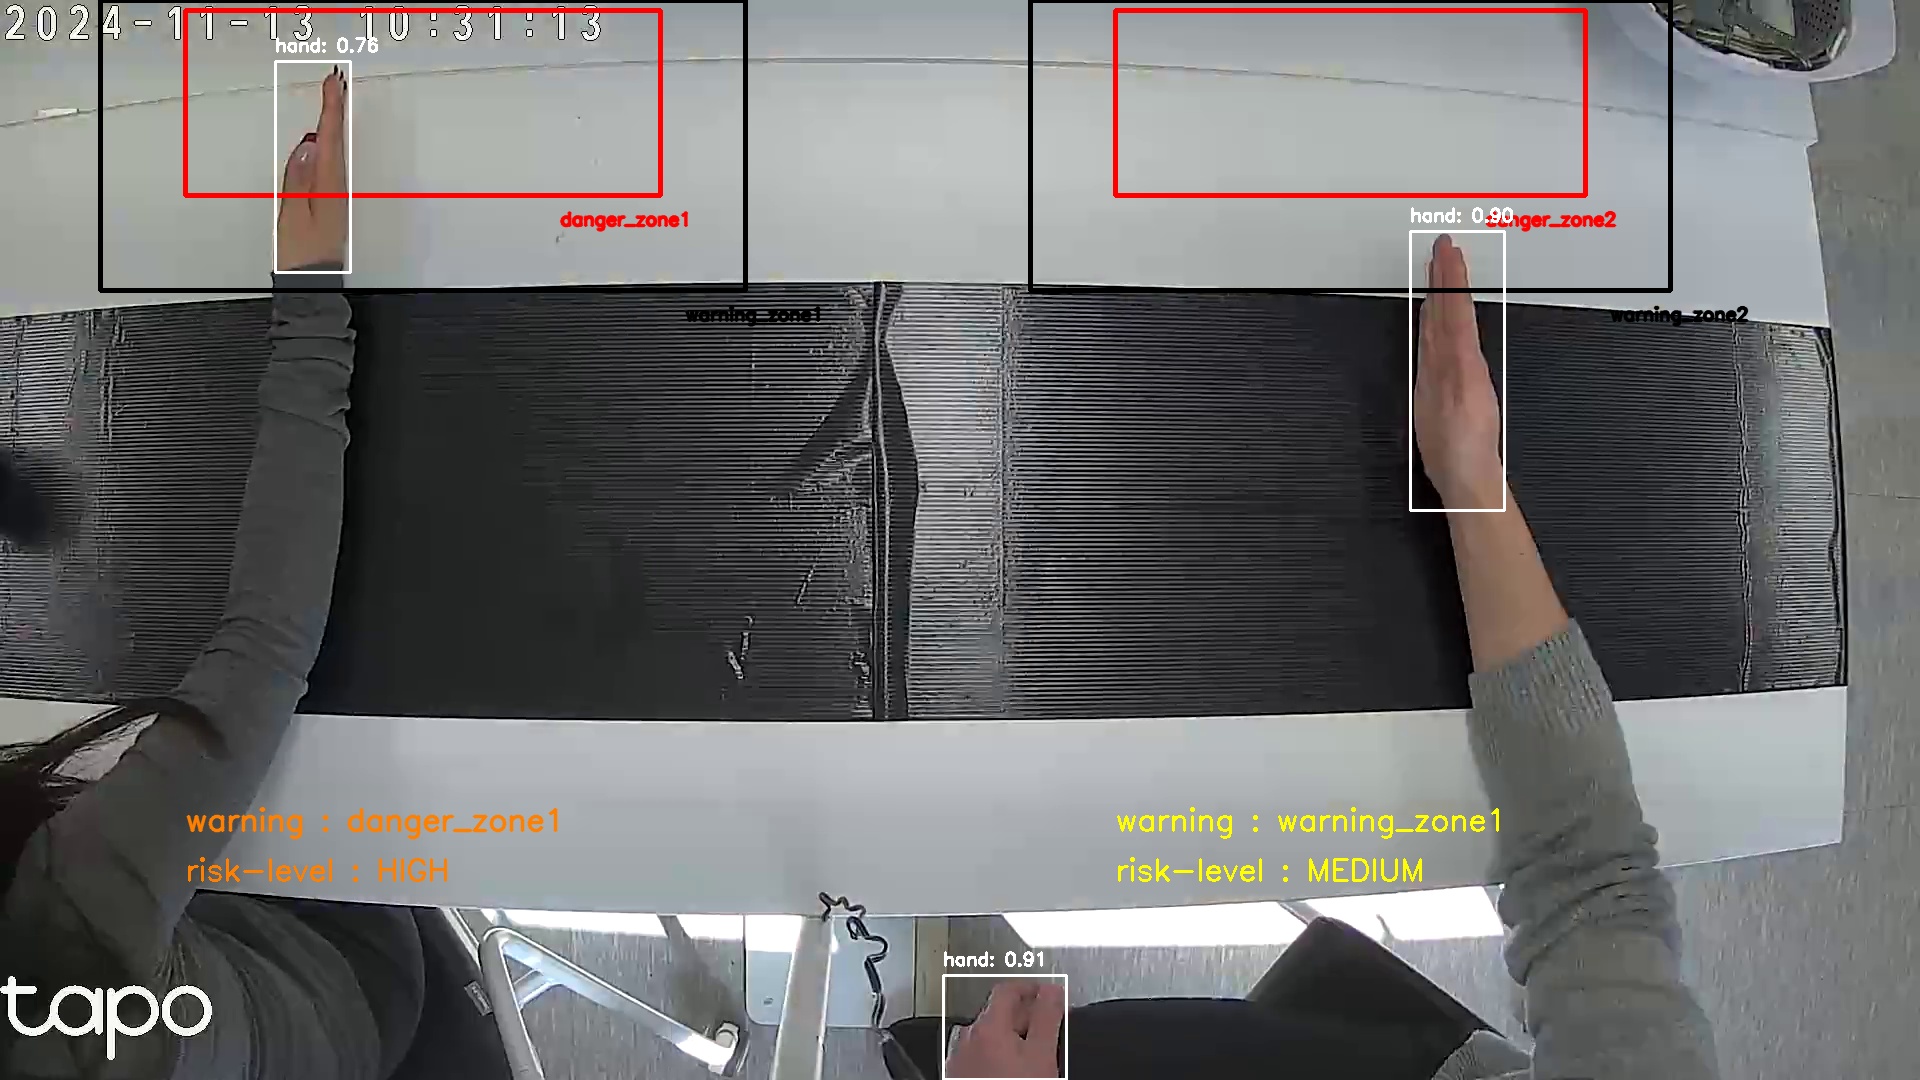 2024-11-13 10:31:13
hand: 0.76
danger_zone1
hand: 0.90
danger_zone2
warning_zone1
warning_zone2
warning : danger_zone1
risk-level : HIGH
warning : warning_zone1
risk-level : MEDIUM
hand: 0.91
tapo